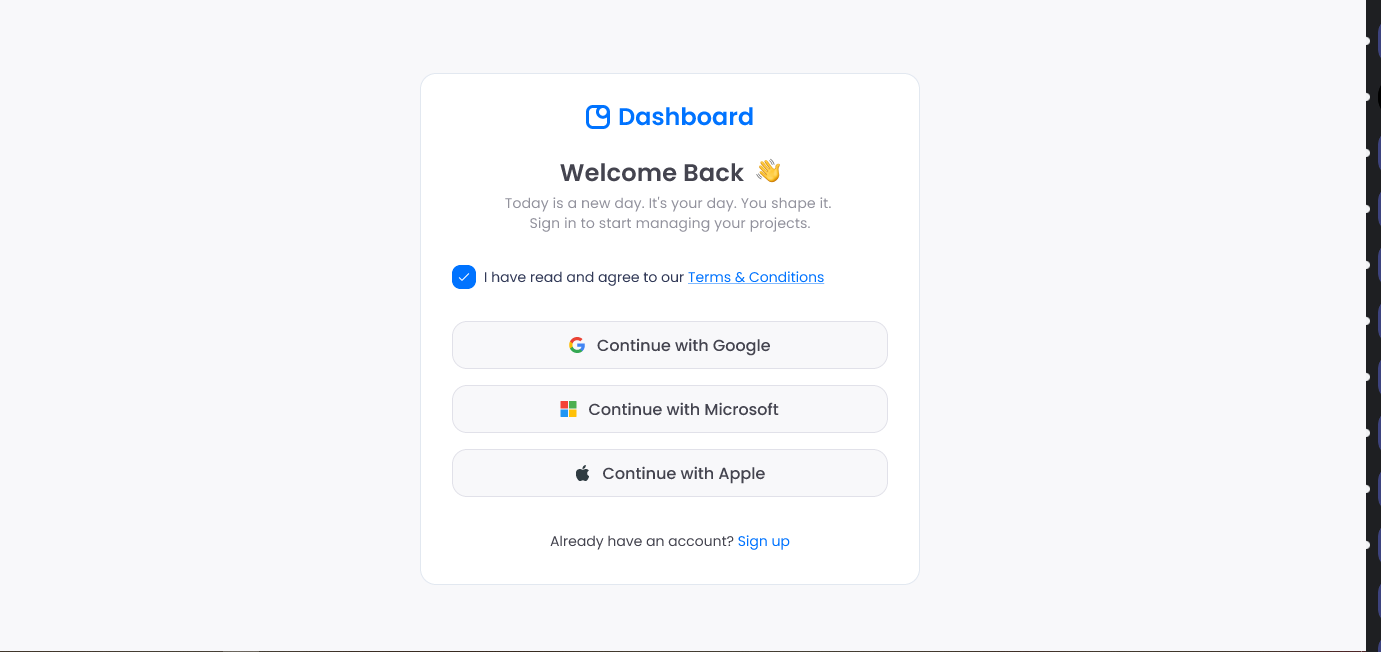 Dashboard
Welcome Back 👋
Today is a new day. It's your day. You shape it.
Sign in to start managing your projects.
I have read and agree to our Terms & Conditions
Continue with Google
Continue with Microsoft
Continue with Apple
Already have an account? Sign up